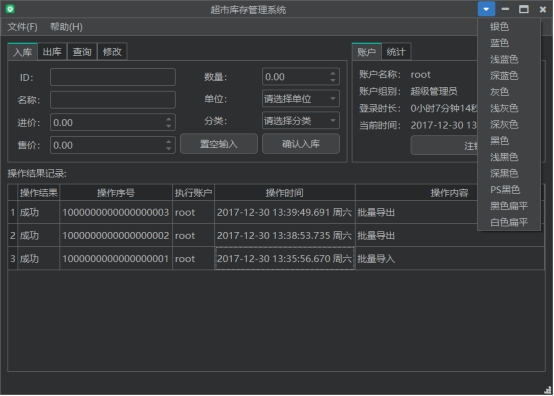 超市库存管理系统
文件(F) 帮助(H)
入库 出库 查询 修改
ID:
名称:
进价: 0.00
售价: 0.00
数量: 0.00
单位: 请选择单位
分类: 请选择分类
置空输入 确认入库
账户 统计
账户名称: root
账户组别: 超级管理员
登录时长: 0小时7分钟14秒
当前时间: 2017-12-30 13
银色
蓝色
浅蓝色
深蓝色
灰色
浅灰色
深灰色
黑色
浅黑色
深黑色
PS黑色
黑色扁平
白色扁平
操作结果记录:
操作结果 操作序号 执行账户 操作时间 操作内容
1 成功 1000000000000000003 root 2017-12-30 13:39:49.691 周六 批量导出
2 成功 1000000000000000002 root 2017-12-30 13:38:53.735 周六 批量导出
3 成功 1000000000000000001 root 2017-12-30 13:35:56.670 周六 批量导入